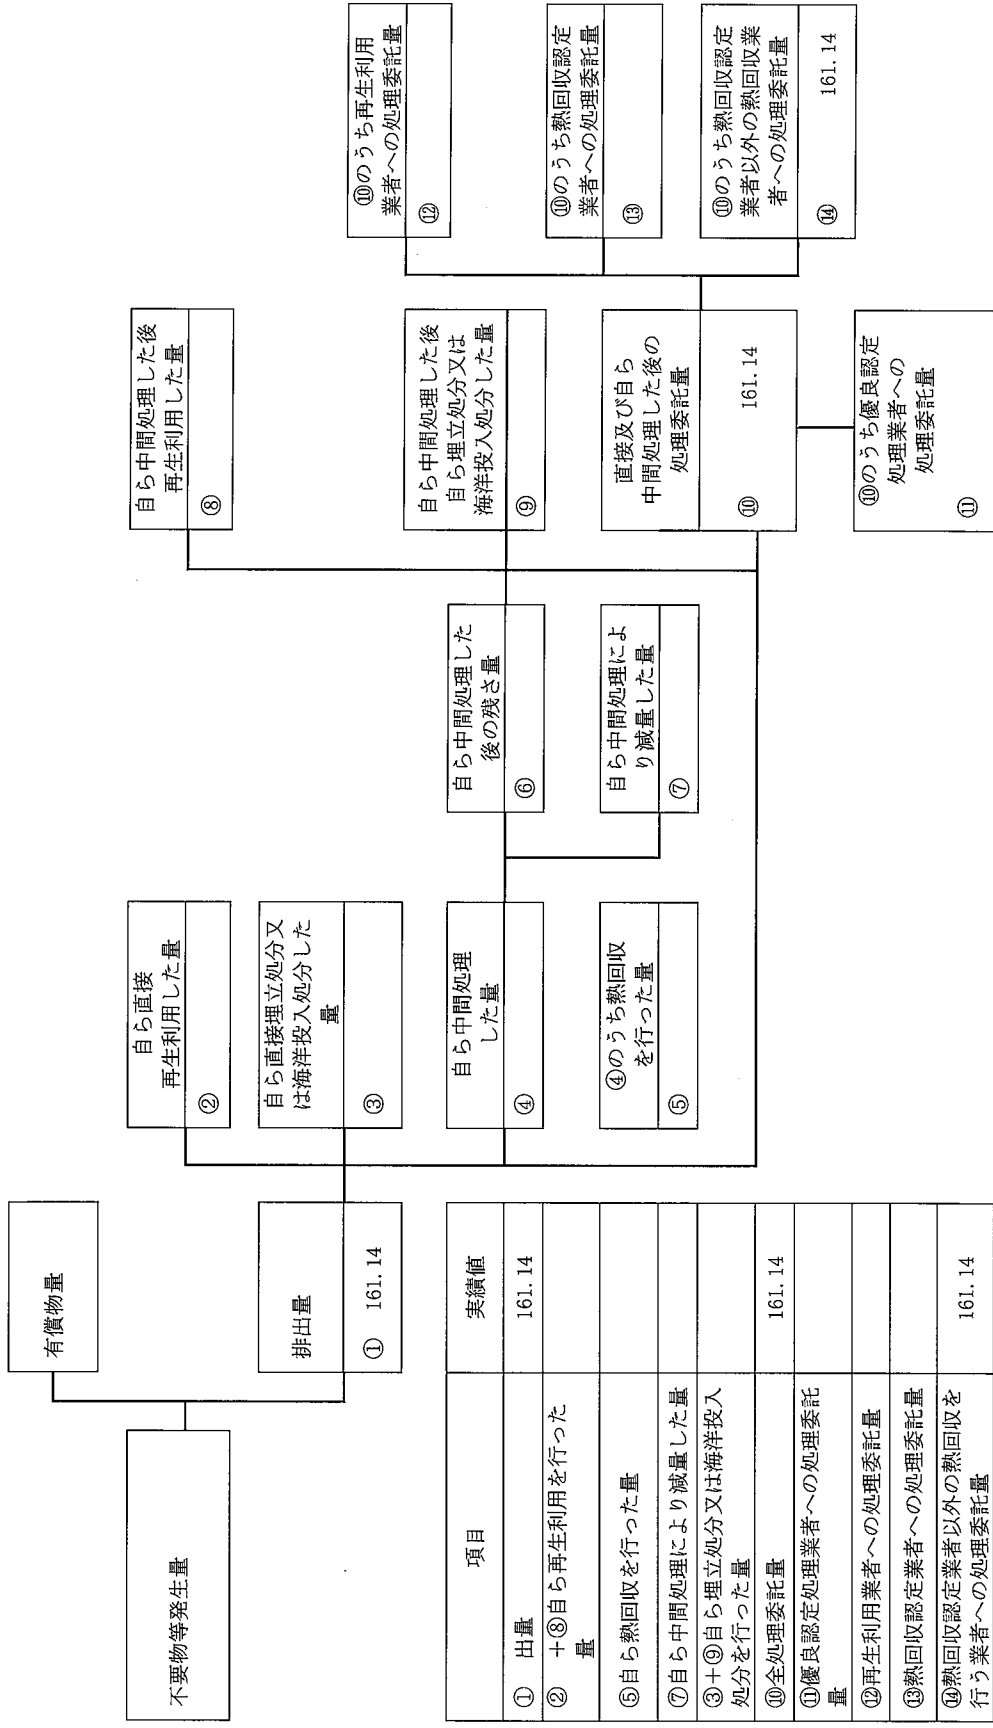 有償物量
不要物等発生量
排出量
① 161.14
自ら直接
再生利用した量
②
自ら直接埋立処分又
は海洋投入処分した
量
③
自ら中間処理
した量
④
④のうち熱回収
を行った量
⑤
自ら中間処理した
後の残さ量
⑥
自ら中間処理によ
り減量した量
⑦
自ら中間処理した後
再生利用した量
⑧
自ら中間処理した後
自ら埋立処分又は
海洋投入処分した量
⑨
直接及び自ら
中間処理した後の
処理委託量
⑩ 161.14
⑩のうち優良認定
処理業者への
処理委託量
⑪
⑩のうち再生利用
業者への処理委託量
⑫
⑩のうち熱回収認定
業者への処理委託量
⑬
⑩のうち熱回収認定
業者以外の熱回収業
者への処理委託量
⑭ 161.14
項目 実績値
① 出量 161.14
② +⑧自ら再生利用を行った
量
⑤自ら熱回収を行った量
⑦自ら中間処理により減量した量
③+⑨自ら埋立処分又は海洋投入
処分を行った量
⑩全処理委託量 161.14
⑪優良認定処理業者への処理委託
量
⑫再生利用業者への処理委託量
⑬熱回収認定業者への処理委託量
⑭熱回収認定業者以外の熱回収を
行う業者への処理委託量 161.14